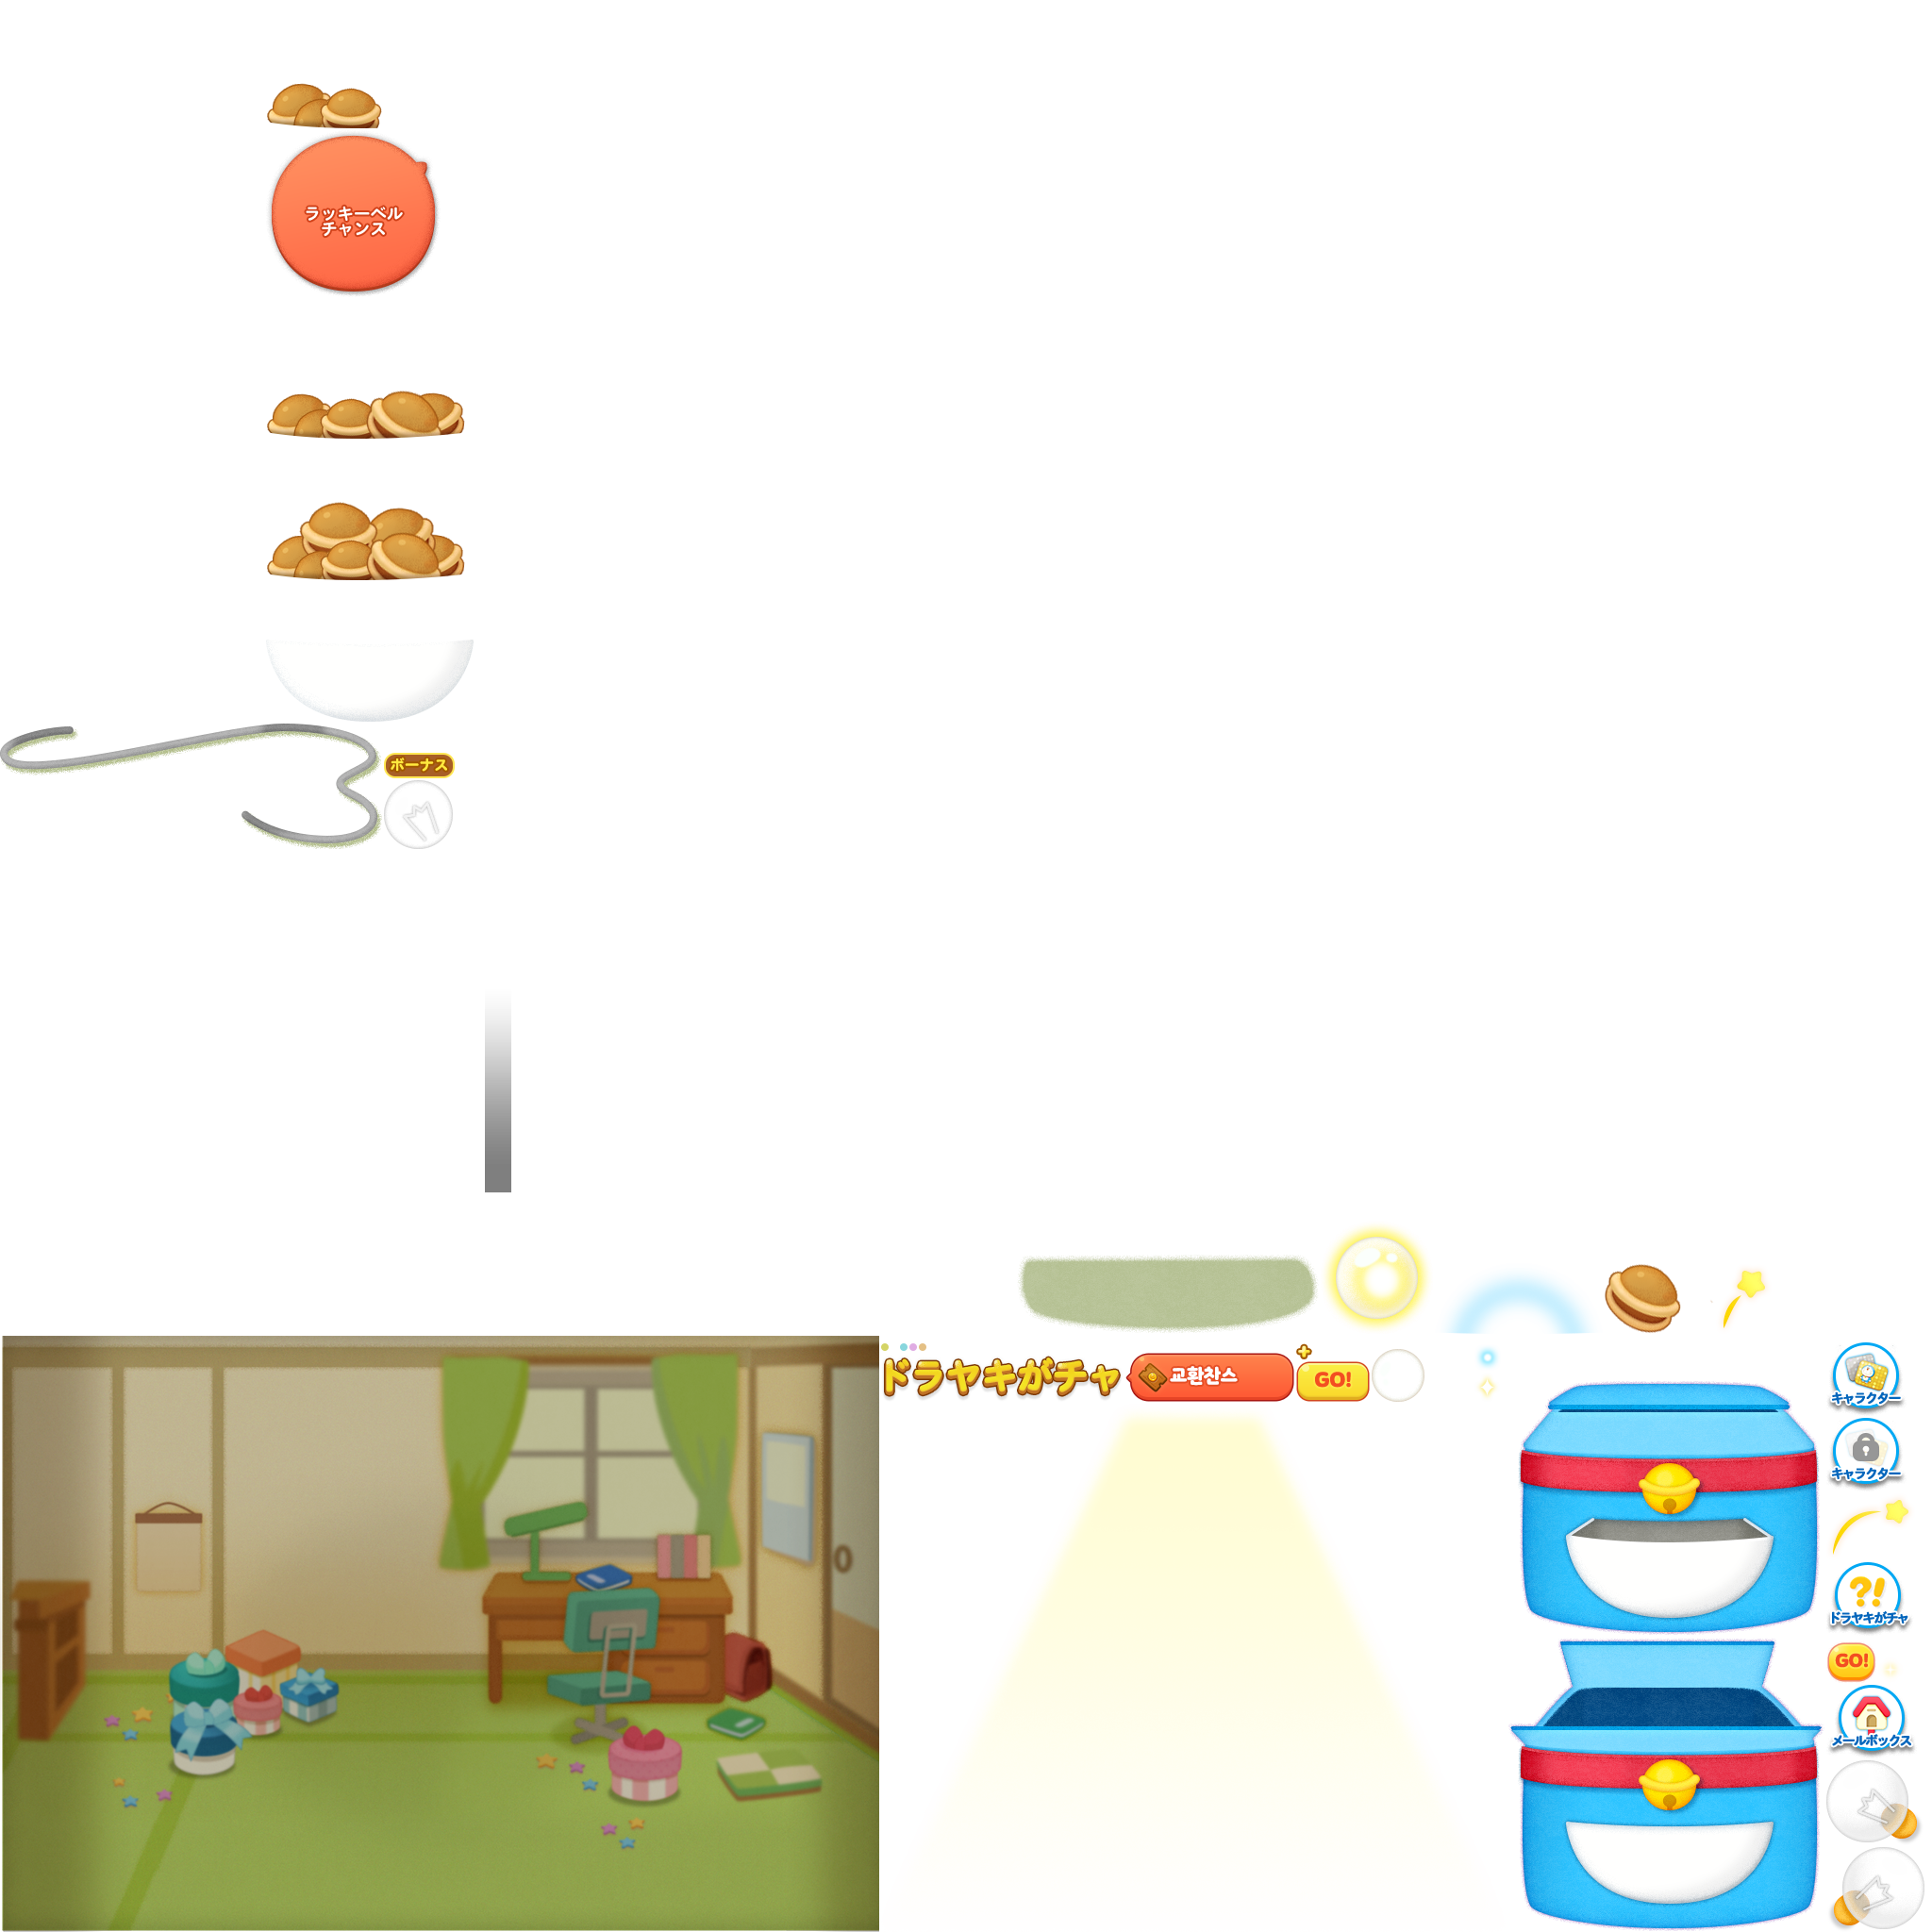 ラッキーベル
チャンス
ボーナス
ドラヤキがチャ
교환찬스
GO!
キャラクター
キャラクター
?!
ドラヤキがチャ
GO!
メールボックス